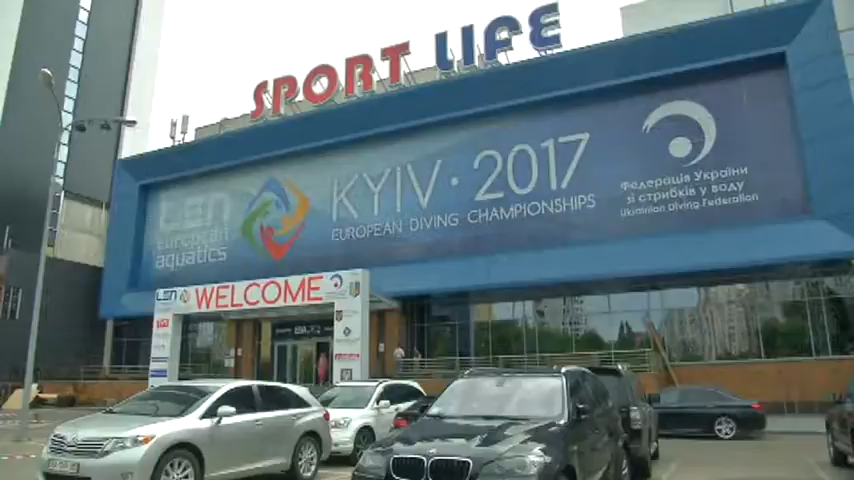 SPORT LIFE
LEN
European
aquatics
KYIV · 2017
EUROPEAN DIVING CHAMPIONSHIPS
Федерація України
зі стрибків у воду
Ukrainian Diving Federation
LEN WELCOME